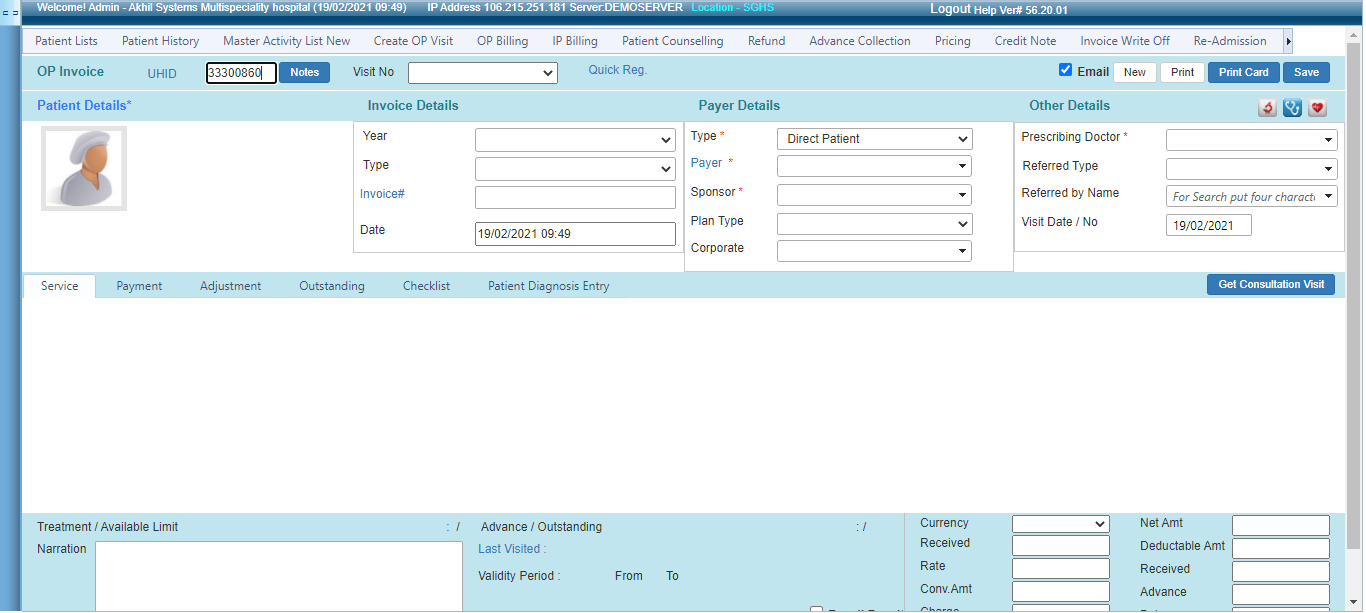 Welcome! Admin - Akhil Systems Multispeciality hospital (19/02/2021 09:49) IP Address 106.215.251.181 Server:DEMOSERVER Location - SGHS Logout Help Ver# 56.20.01
Patient Lists Patient History Master Activity List New Create OP Visit OP Billing IP Billing Patient Counselling Refund Advance Collection Pricing Credit Note Invoice Write Off Re-Admission
OP Invoice UHID 33300860 Notes Visit No Quick Reg. Email New Print Print Card Save
Patient Details* Invoice Details Payer Details Other Details
Year Type * Direct Patient Prescribing Doctor *
Type Payer * Referred Type
Invoice# Sponsor * Referred by Name For Search put four charact
Date 19/02/2021 09:49 Plan Type Visit Date / No 19/02/2021
Corporate
Service Payment Adjustment Outstanding Checklist Patient Diagnosis Entry Get Consultation Visit
Treatment / Available Limit : / Advance / Outstanding : / Currency Net Amt
Narration Last Visited : Received Deductable Amt
Validity Period : From To Rate Received
Conv.Amt Advance